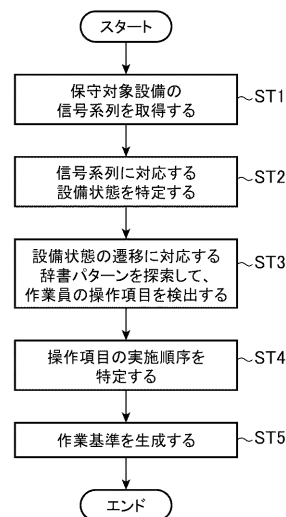 スタート
保守対象設備の
信号系列を取得する
ST1
信号系列に対応する
設備状態を特定する
ST2
設備状態の遷移に対応する
辞書パターンを探索して、
作業員の操作項目を検出する
ST3
操作項目の実施順序を
特定する
ST4
作業基準を生成する
ST5
エンド